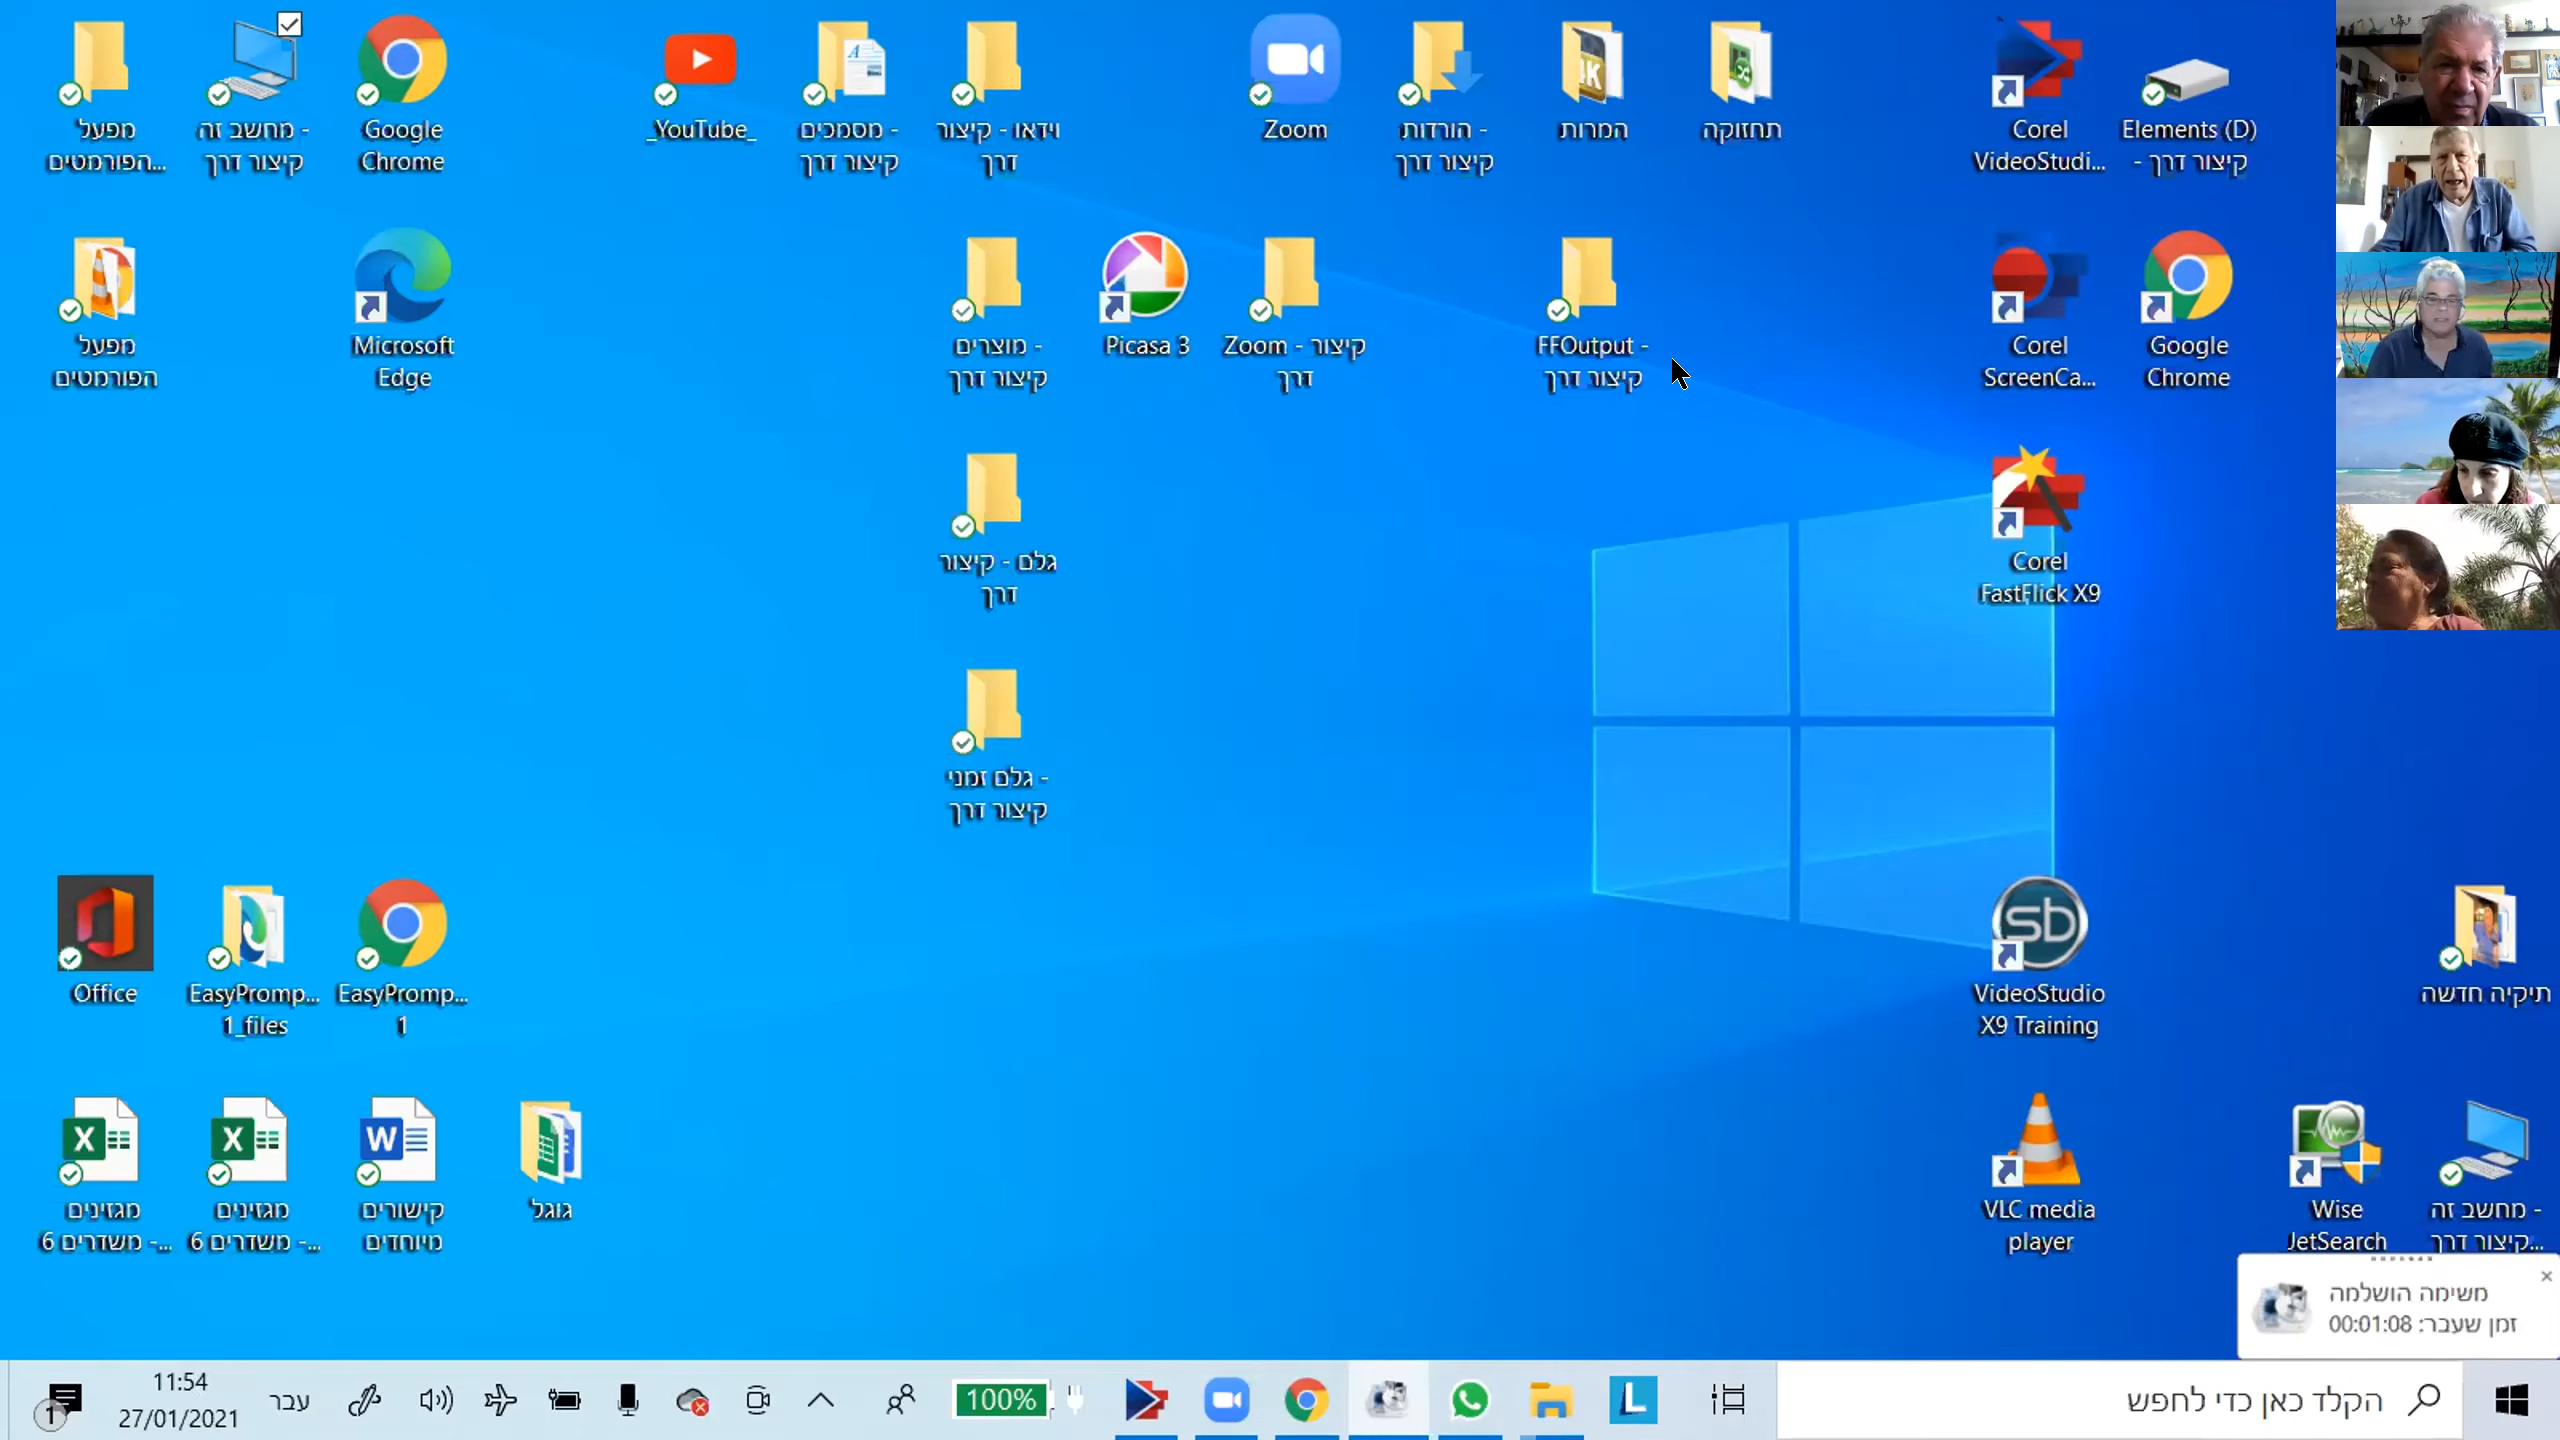 מפעל
הפורמטים...
מחשב זה -
קיצור דרך
Google
Chrome
_YouTube_
מסמכים -
קיצור דרך
וידאו - קיצור
דרך
Zoom
הורדות -
קיצור דרך
המרות
תחזוקה
Corel
VideoStudi...
Elements (D)
קיצור דרך -
מפעל
הפורמטים
Microsoft
Edge
מוצרים -
קיצור דרך
Picasa 3
Zoom - קיצור
דרך
FFOutput -
קיצור דרך
Corel
ScreenCa...
Google
Chrome
גלם - קיצור
דרך
Corel
FastFlick X9
גלם זמני -
קיצור דרך
Office
EasyPromp...
1_files
EasyPromp...
1
VideoStudio
X9 Training
תיקיה חדשה
מגזינים
משדרים 6 -...
מגזינים
משדרים 6 -...
קישורים
מיוחדים
גוגל
VLC media
player
Wise
JetSearch
מחשב זה -
קיצור דרך...
משימה הושלמה
זמן שעבר: 00:01:08
1
11:54
27/01/2021
עבר
100%
הקלד כאן כדי לחפש